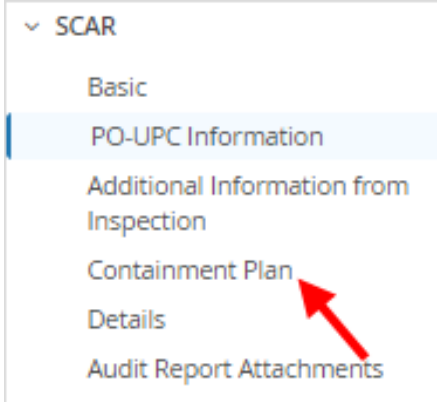 SCAR
Basic
PO-UPC Information
Additional Information from
Inspection
Containment Plan
Details
Audit Report Attachments